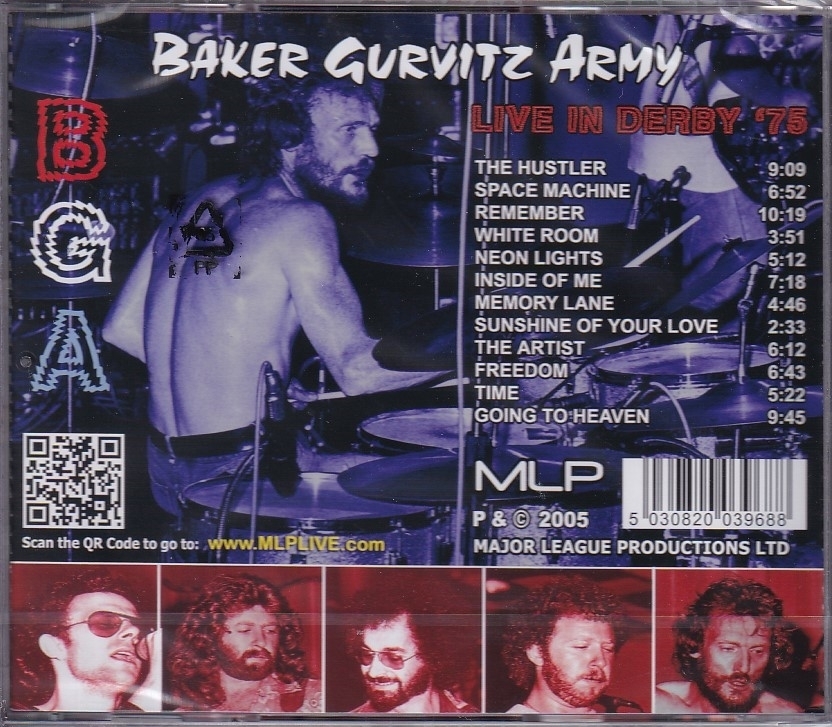 BAKER GURVITZ ARMY
LIVE IN DERBY '75
B
G
A
THE HUSTLER 9:09
SPACE MACHINE 6:52
REMEMBER 10:19
WHITE ROOM 3:51
NEON LIGHTS 5:12
INSIDE OF ME 7:18
MEMORY LANE 4:46
SUNSHINE OF YOUR LOVE 2:33
THE ARTIST 6:12
FREEDOM 6:43
TIME 5:22
GOING TO HEAVEN 9:45
MLP
P & © 2005
5 030820 039688
Scan the QR Code to go to: www.MLPLIVE.com
MAJOR LEAGUE PRODUCTIONS LTD